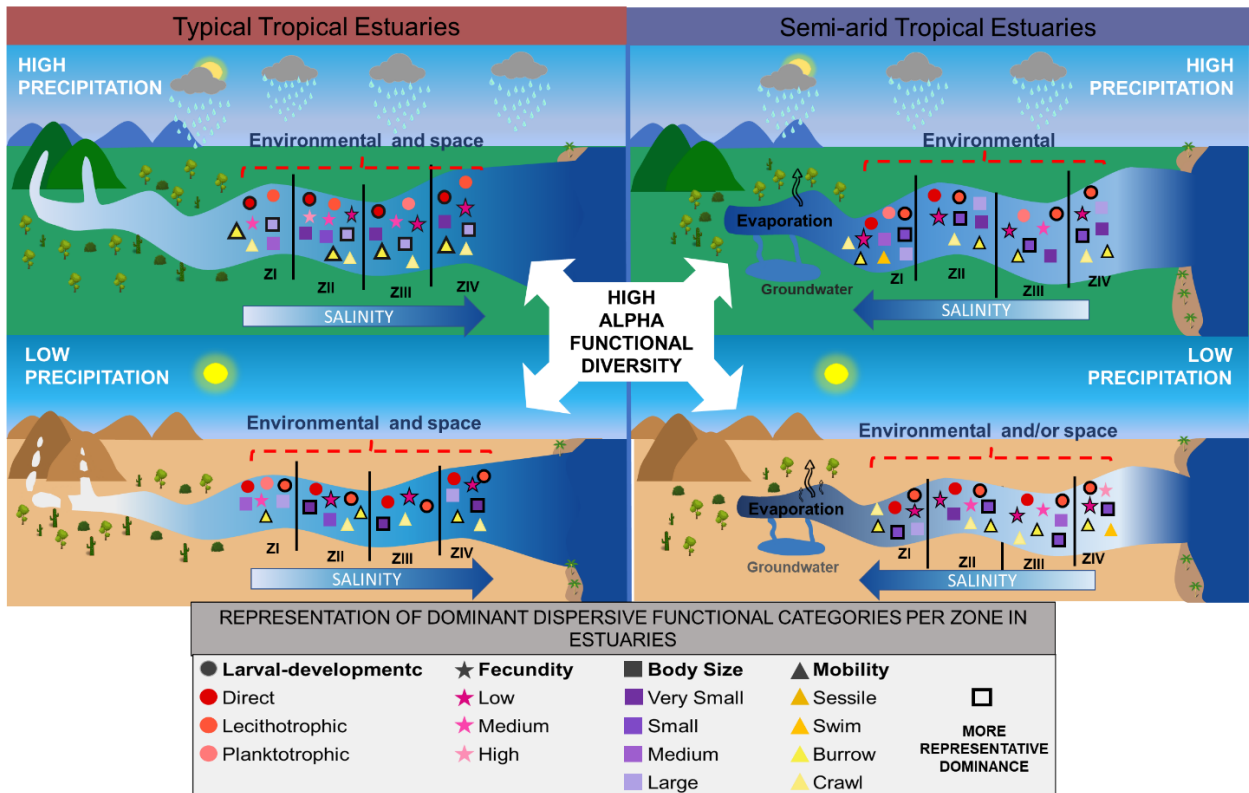 Typical Tropical Estuaries
Semi-arid Tropical Estuaries
HIGH
PRECIPITATION
Environmental and space
ZI
ZII
ZIII
ZIV
SALINITY
HIGH
PRECIPITATION
Environmental
Evaporation
Groundwater
ZI
ZII
ZIII
ZIV
SALINITY
HIGH
ALPHA
FUNCTIONAL
DIVERSITY
LOW
PRECIPITATION
Environmental and space
ZI
ZII
ZIII
ZIV
SALINITY
LOW
PRECIPITATION
Environmental and/or space
Evaporation
Groundwater
ZI
ZII
ZIII
ZIV
SALINITY
REPRESENTATION OF DOMINANT DISPERSIVE FUNCTIONAL CATEGORIES PER ZONE IN
ESTUARIES
Larval-developmentc
Direct
Lecithotrophic
Planktotrophic
Fecundity
Low
Medium
High
Body Size
Very Small
Small
Medium
Large
Mobility
Sessile
Swim
Burrow
Crawl
MORE
REPRESENTATIVE
DOMINANCE